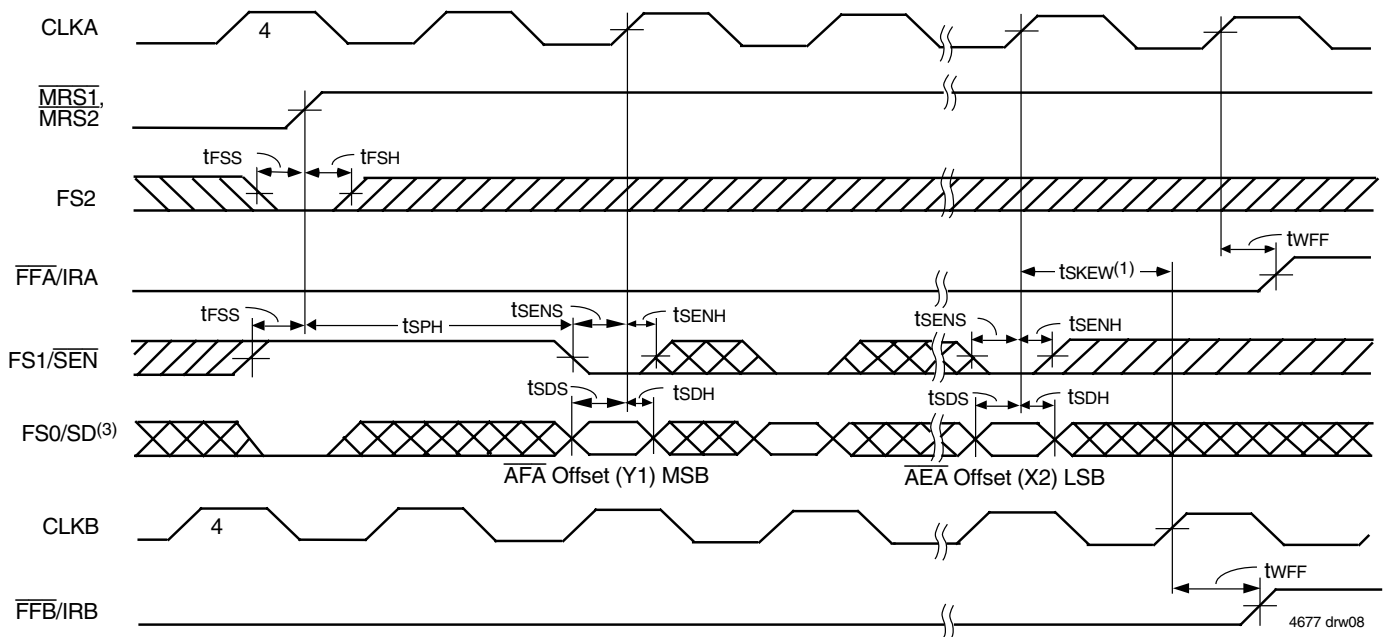 CLKA
4
MRS1,
MRS2
tFSS
tFSH
FS2
tWFF
FFA/IRA
tSKEW(1)
tFSS
tSPH
tSENS
tSENH
tSENS
tSENH
FS1/SEN
tSDS
tSDH
tSDS
tSDH
FS0/SD(3)
AFA Offset (Y1) MSB
AEA Offset (X2) LSB
CLKB
4
tWFF
FFB/IRB
4677 drw08